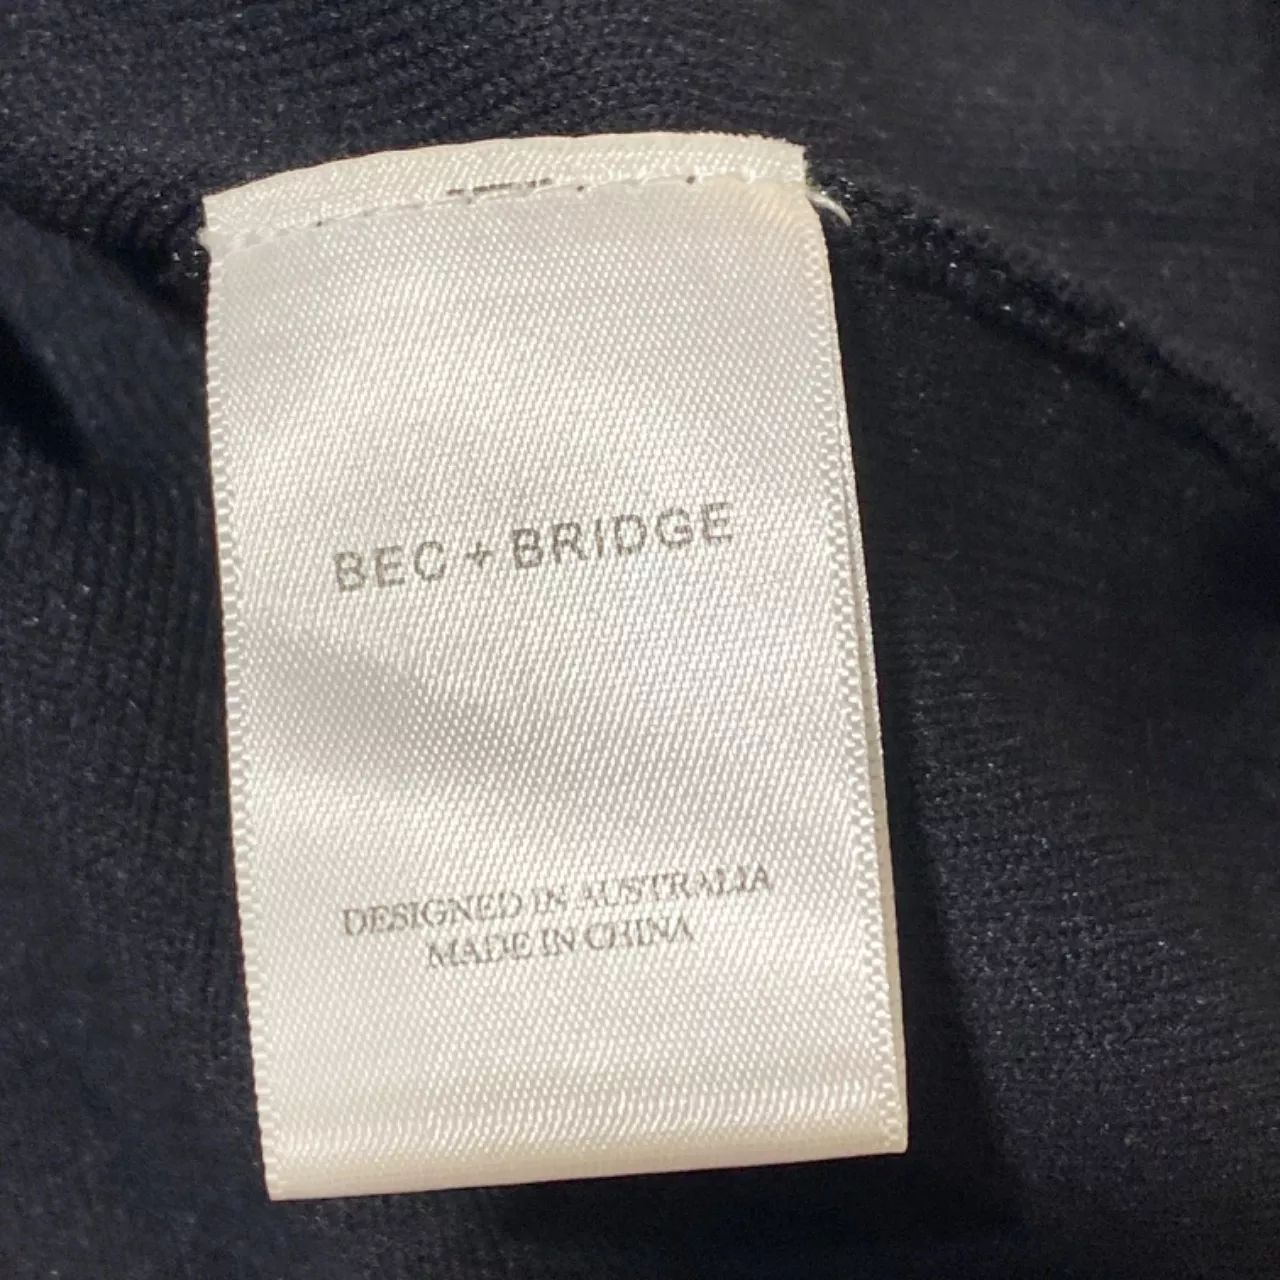 BEC + BRIDGE
DESIGNED IN AUSTRALIA
MADE IN CHINA